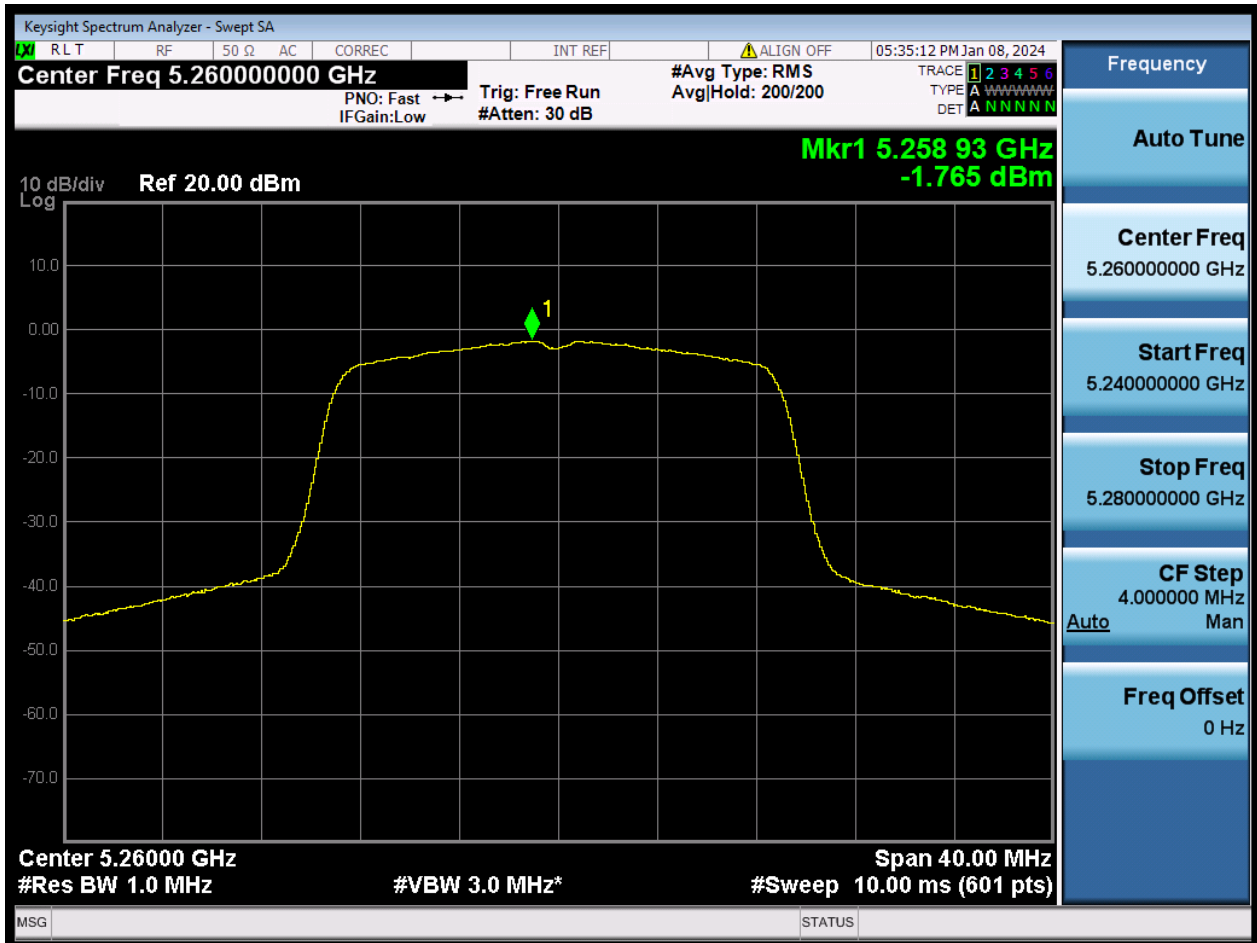 Keysight Spectrum Analyzer - Swept SA
LXI RLT RF 50 Ω AC CORREC INT REF ALIGN OFF 05:35:12 PM Jan 08, 2024
Center Freq 5.260000000 GHz
PNO: Fast
IFGain:Low
Trig: Free Run
#Atten: 30 dB
#Avg Type: RMS
Avg|Hold: 200/200
TRACE 1 2 3 4 5 6
TYPE A WWWWW
DET A N N N N N
Mkr1 5.258 93 GHz
-1.765 dBm
10 dB/div Ref 20.00 dBm
Log
10.0
0.00
-10.0
-20.0
-30.0
-40.0
-50.0
-60.0
-70.0
1
Center 5.26000 GHz Span 40.00 MHz
#Res BW 1.0 MHz #VBW 3.0 MHz* #Sweep 10.00 ms (601 pts)
MSG STATUS
Frequency
Auto Tune
Center Freq
5.260000000 GHz
Start Freq
5.240000000 GHz
Stop Freq
5.280000000 GHz
CF Step
4.000000 MHz
Auto Man
Freq Offset
0 Hz